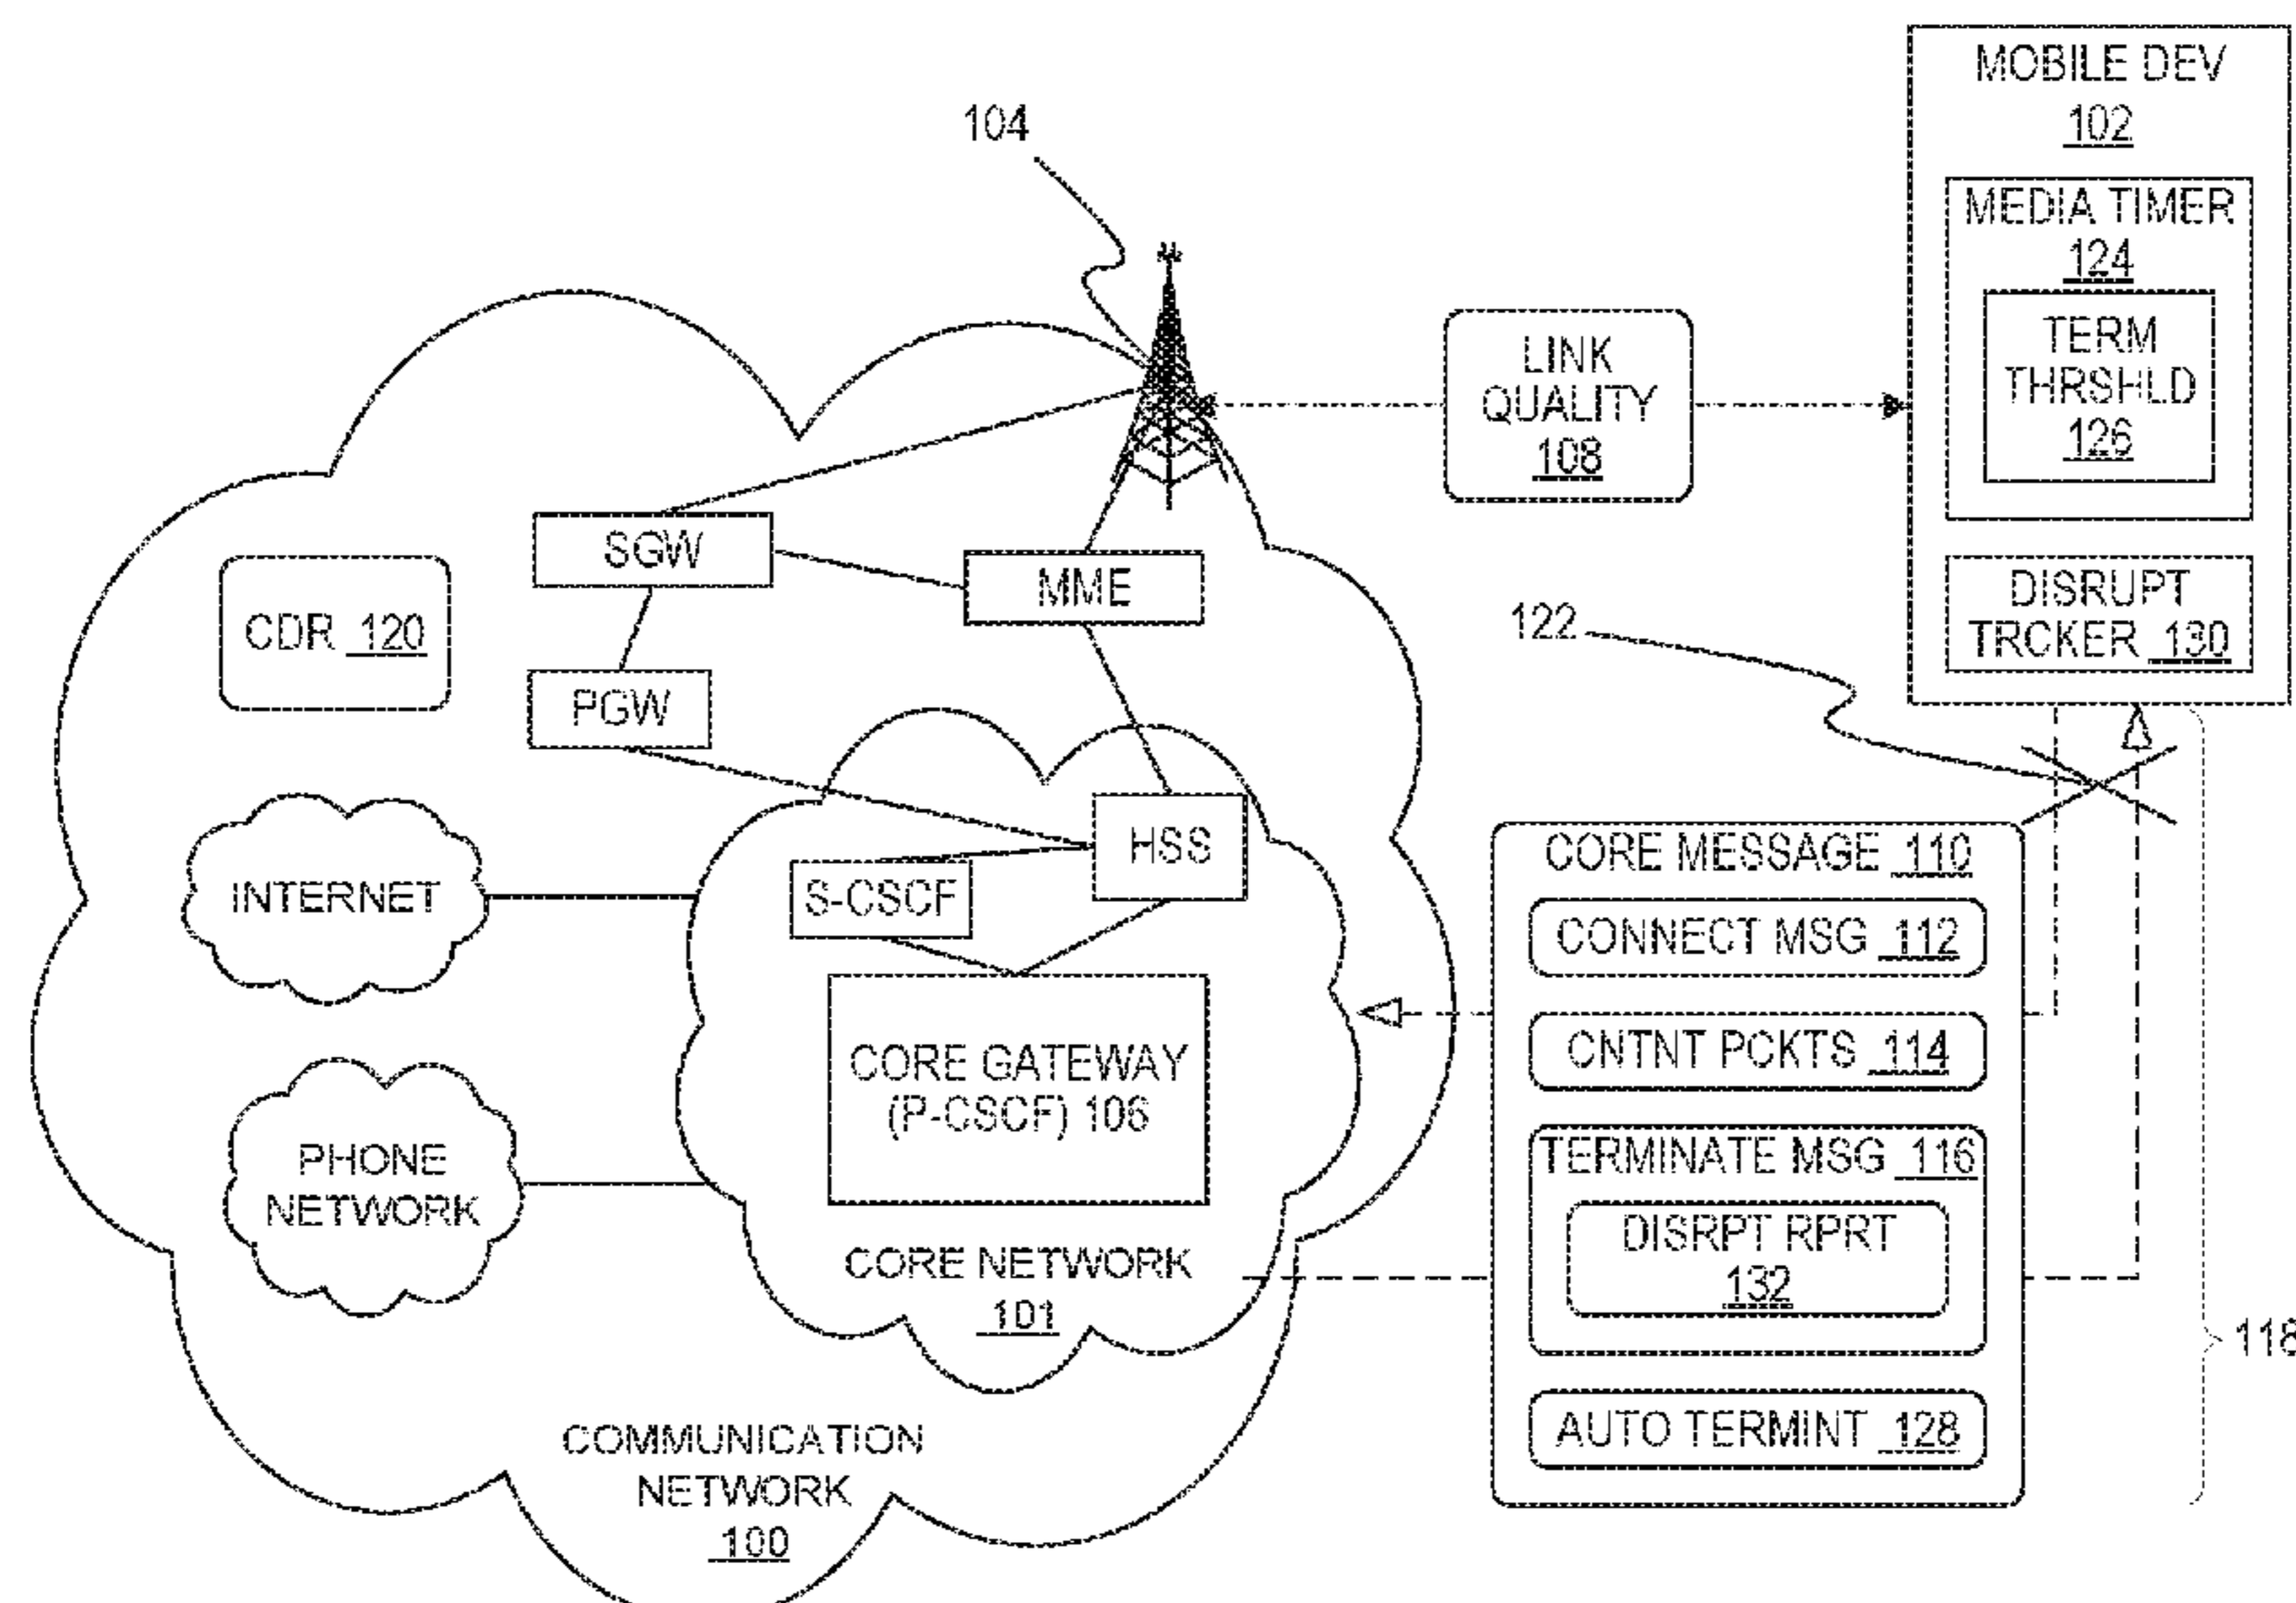 MOBILE DEV
102
MEDIA TIMER
124
TERM
THRSHLD
126
DISRUPT
TRCKER 130
104
LINK
QUALITY
108
122
SGW
MME
CDR 120
PGW
HSS
S-CSCF
INTERNET
CORE GATEWAY
(P-CSCF) 106
PHONE
NETWORK
CORE NETWORK
101
COMMUNICATION
NETWORK
100
CORE MESSAGE 110
CONNECT MSG 112
CNTNT PCKTS 114
TERMINATE MSG 116
DISRPT RPRT
132
AUTO TERMINT 128
118